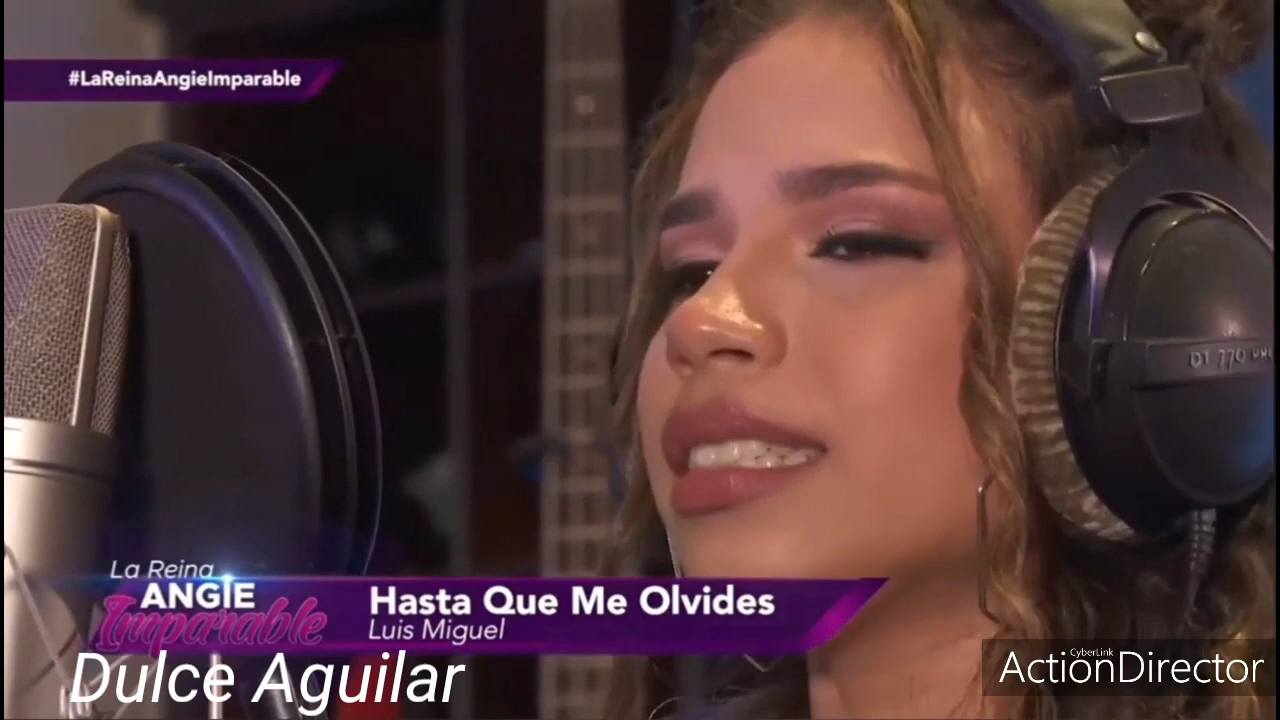 #LaReinaAngieImparable
DT 770 PRO
La Reina
ANGIE
Imparable
Hasta Que Me Olvides
Luis Miguel
Dulce Aguilar
CyberLink
ActionDirector